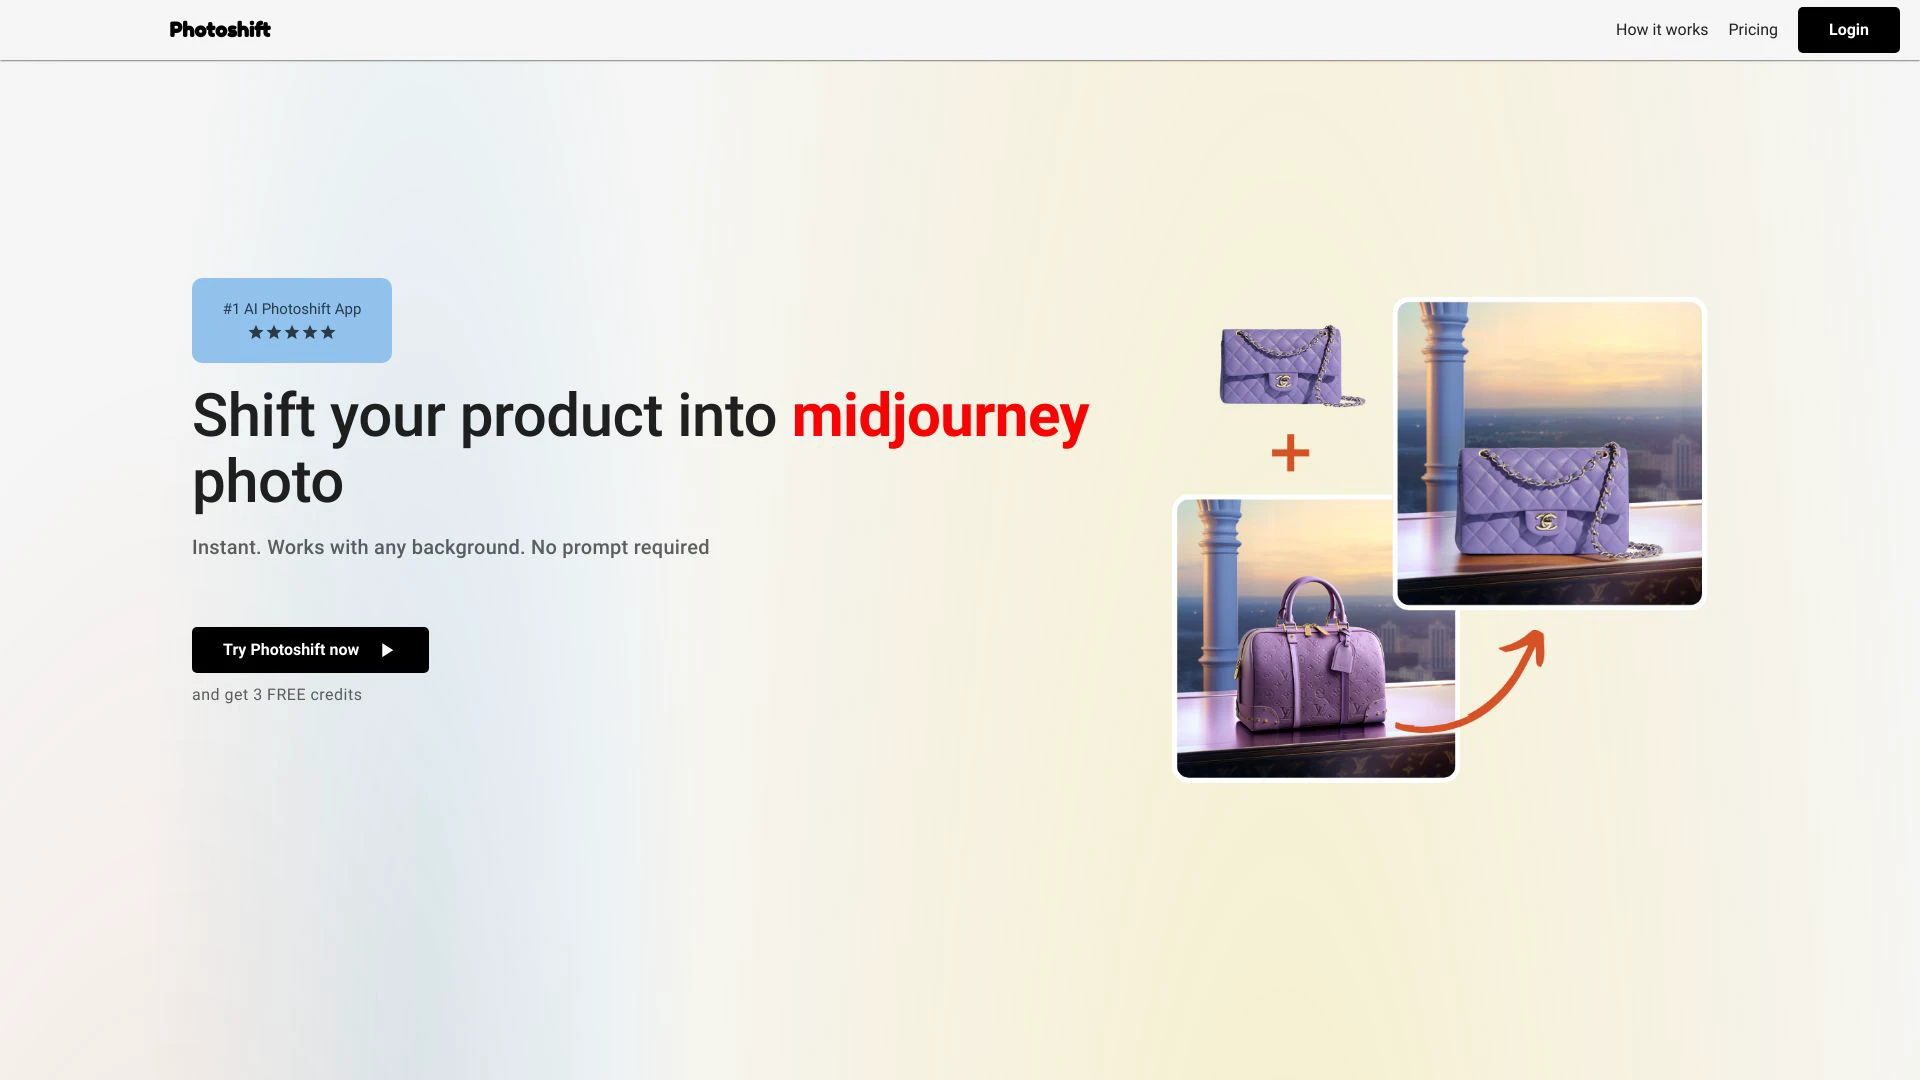 Photoshift
How it works
Pricing
Login
#1 AI Photoshift App
Shift your product into midjourney
photo
Instant. Works with any background. No prompt required
Try Photoshift now
and get 3 FREE credits